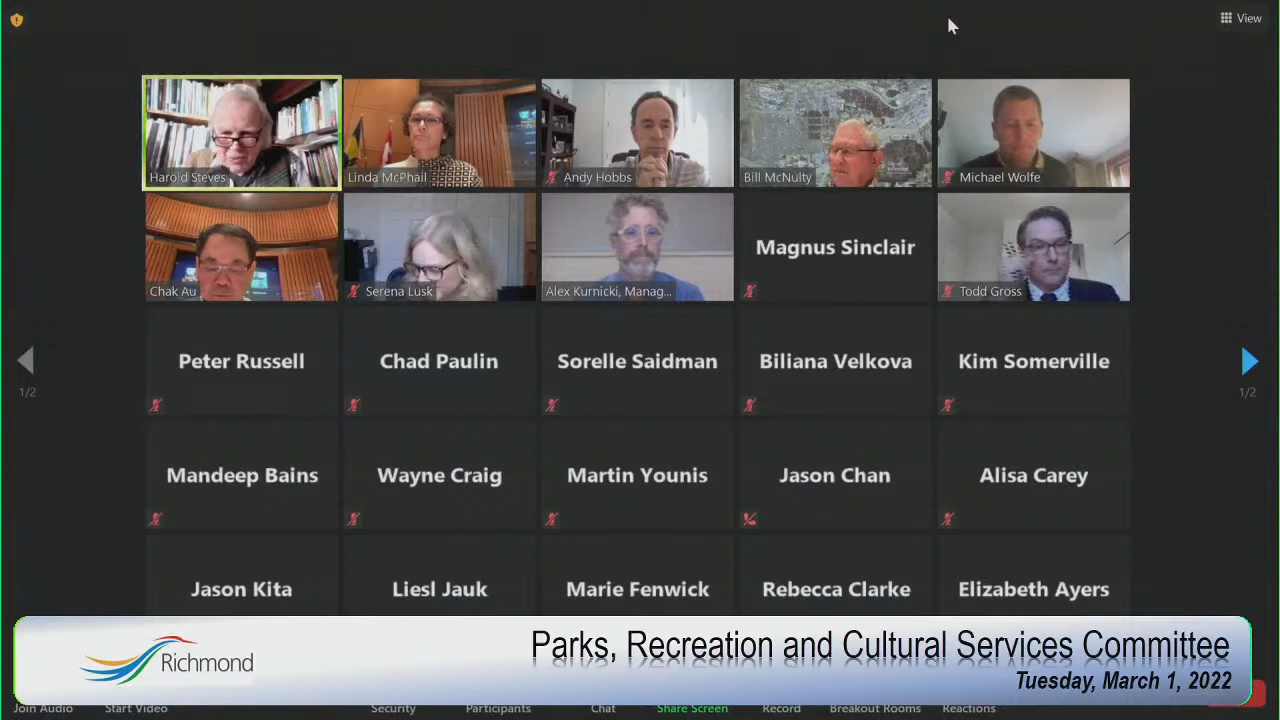 View
Harold Steves
Linda McPhail
Andy Hobbs
Bill McNulty
Michael Wolfe
Chak Au
Serena Lusk
Alex Kurnicki, Manag...
Magnus Sinclair
Todd Gross
Peter Russell
Chad Paulin
Sorelle Saidman
Biliana Velkova
Kim Somerville
1/2
1/2
Mandeep Bains
Wayne Craig
Martin Younis
Jason Chan
Alisa Carey
Jason Kita
Liesl Jauk
Marie Fenwick
Rebecca Clarke
Elizabeth Ayers
Richmond
Parks, Recreation and Cultural Services Committee
Tuesday, March 1, 2022
Join Audio
Start Video
Security
Participants
Chat
Share Screen
Record
Breakout Rooms
Reactions